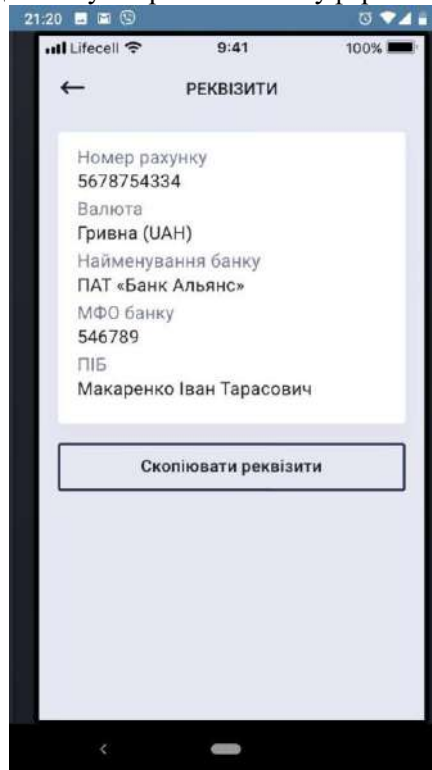 21:20
Lifecell 9:41 100%
РЕКВІЗИТИ
Номер рахунку
5678754334
Валюта
Гривна (UAH)
Найменування банку
ПАТ «Банк Альянс»
МФО банку
546789
ПІБ
Макаренко Іван Тарасович
Скопіювати реквізити